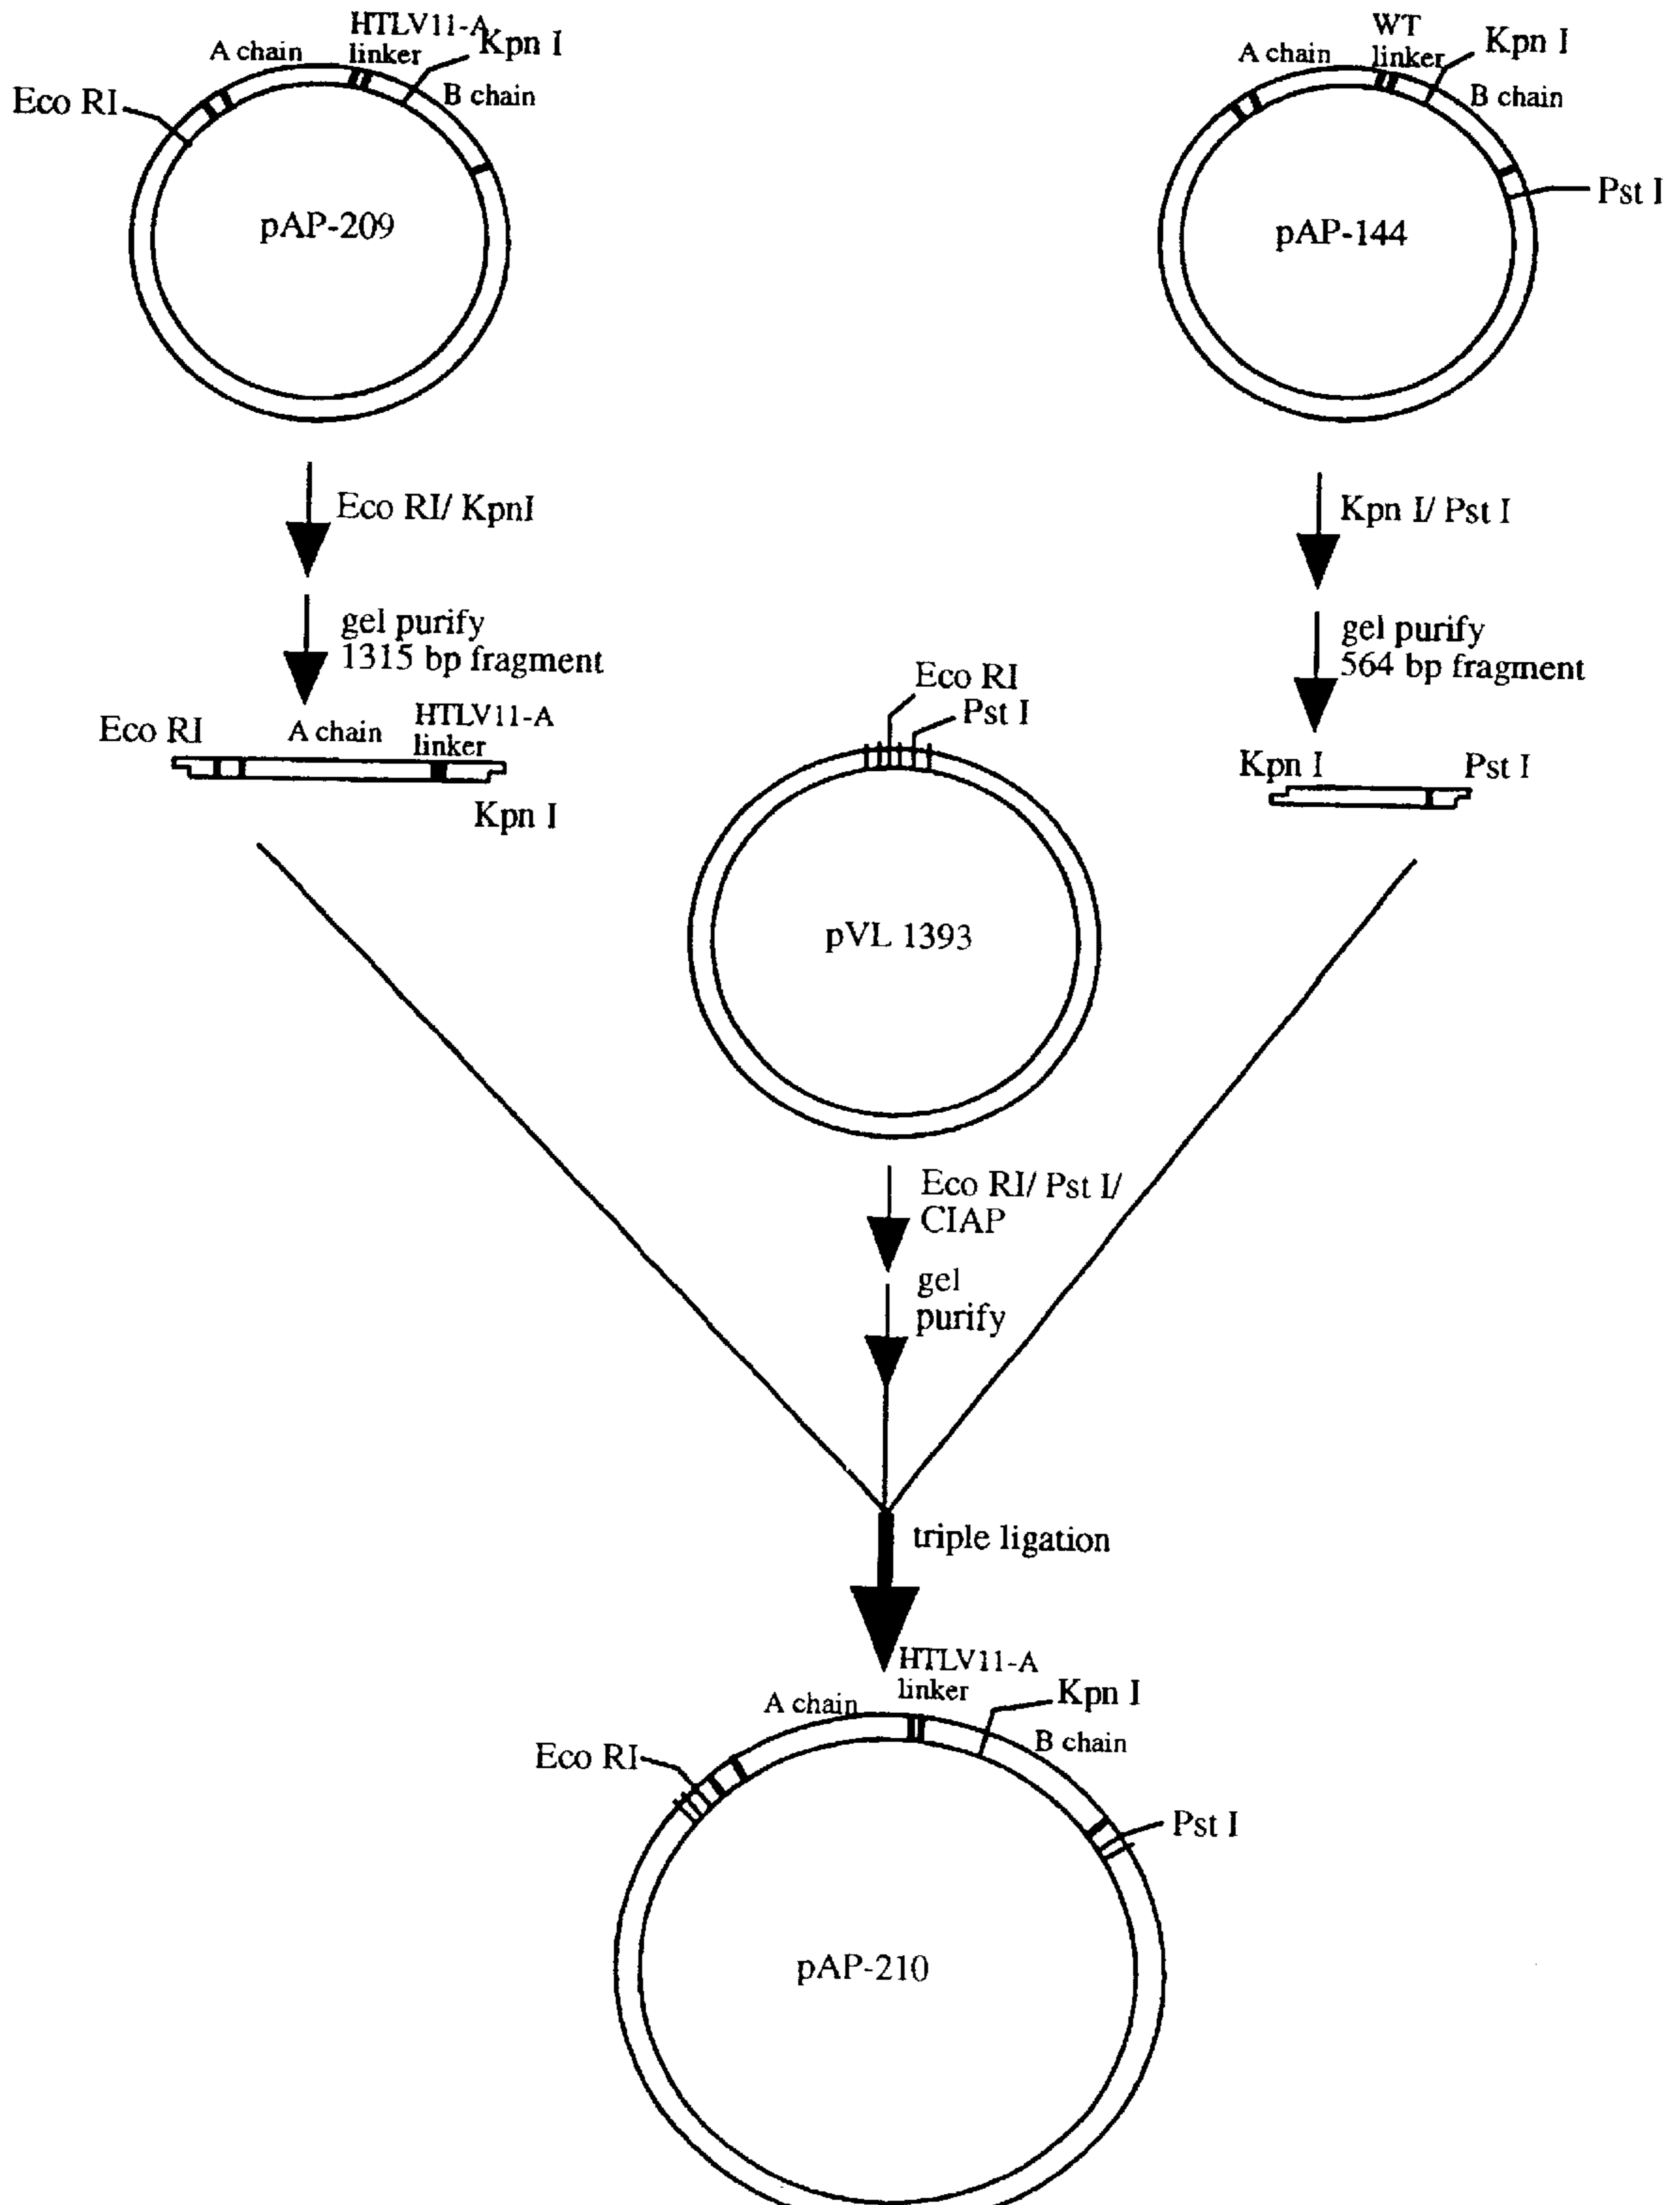 HTLV11-A
linker
A chain
Kpn I
Eco RI
B chain
pAP-209
WT
linker
A chain
Kpn I
B chain
Pst I
pAP-144
Eco RI/ KpnI
gel purify
1315 bp fragment
Kpn I/ Pst I
gel purify
564 bp fragment
Eco RI
A chain
HTLV11-A
linker
Kpn I
Eco RI
Pst I
pVL 1393
Kpn I
Pst I
Eco RI/ Pst I/
CIAP
gel
purify
triple ligation
HTLV11-A
linker
A chain
Kpn I
B chain
Eco RI
Pst I
pAP-210